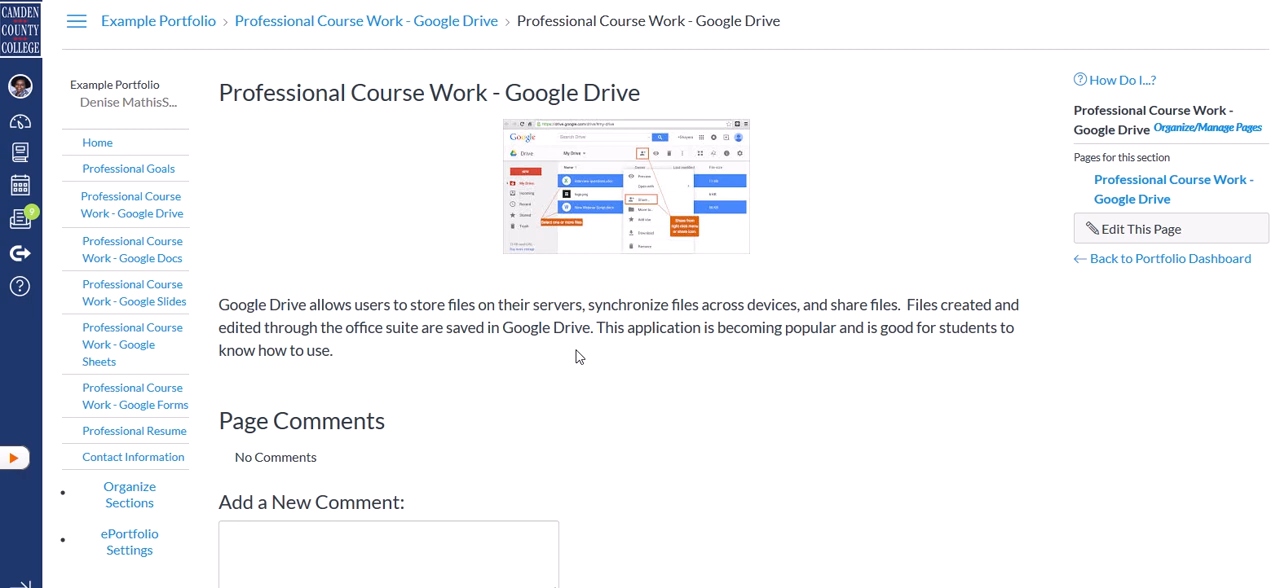 CAMDEN
COUNTY
COLLEGE
Example Portfolio > Professional Course Work - Google Drive > Professional Course Work - Google Drive
9
Example Portfolio
Denise MathisS...
Home
Professional Goals
Professional Course
Work - Google Drive
Professional Course
Work - Google Docs
Professional Course
Work - Google Slides
Professional Course
Work - Google
Sheets
Professional Course
Work - Google Forms
Professional Resume
Contact Information
Organize
Sections
ePortfolio
Settings
Professional Course Work - Google Drive
Google
Drive
My Drive
Google Drive allows users to store files on their servers, synchronize files across devices, and share files. Files created and
edited through the office suite are saved in Google Drive. This application is becoming popular and is good for students to
know how to use.
Page Comments
No Comments
Add a New Comment:
How Do I...?
Professional Course Work -
Google Drive Organize/Manage Pages
Pages for this section
Professional Course Work -
Google Drive
Edit This Page
← Back to Portfolio Dashboard